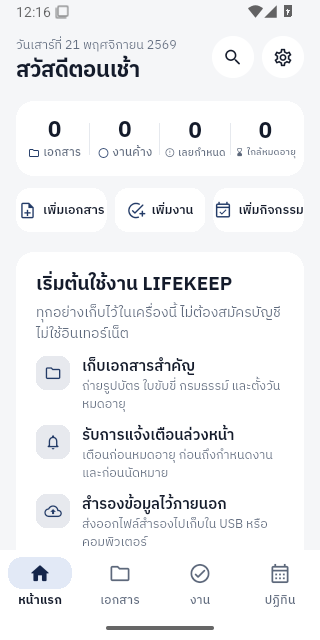 12:16
วันเสาร์ที่ 21 พฤศจิกายน 2569
สวัสดีตอนเช้า
0 0 0 0
เอกสาร งานค้าง เลยกำหนด ใกล้หมดอายุ
เพิ่มเอกสาร เพิ่มงาน เพิ่มกิจกรรม
เริ่มต้นใช้งาน LIFEKEEP
ทุกอย่างเก็บไว้ในเครื่องนี้ ไม่ต้องสมัครบัญชี
ไม่ใช้อินเทอร์เน็ต
เก็บเอกสารสำคัญ
ถ่ายรูปบัตร ใบขับขี่ กรมธรรม์ และตั้งวัน
หมดอายุ
รับการแจ้งเตือนล่วงหน้า
เตือนก่อนหมดอายุ ก่อนถึงกำหนดงาน
และก่อนนัดหมาย
สำรองข้อมูลไว้ภายนอก
ส่งออกไฟล์สำรองไปเก็บใน USB หรือ
คอมพิวเตอร์
หน้าแรก เอกสาร งาน ปฏิทิน